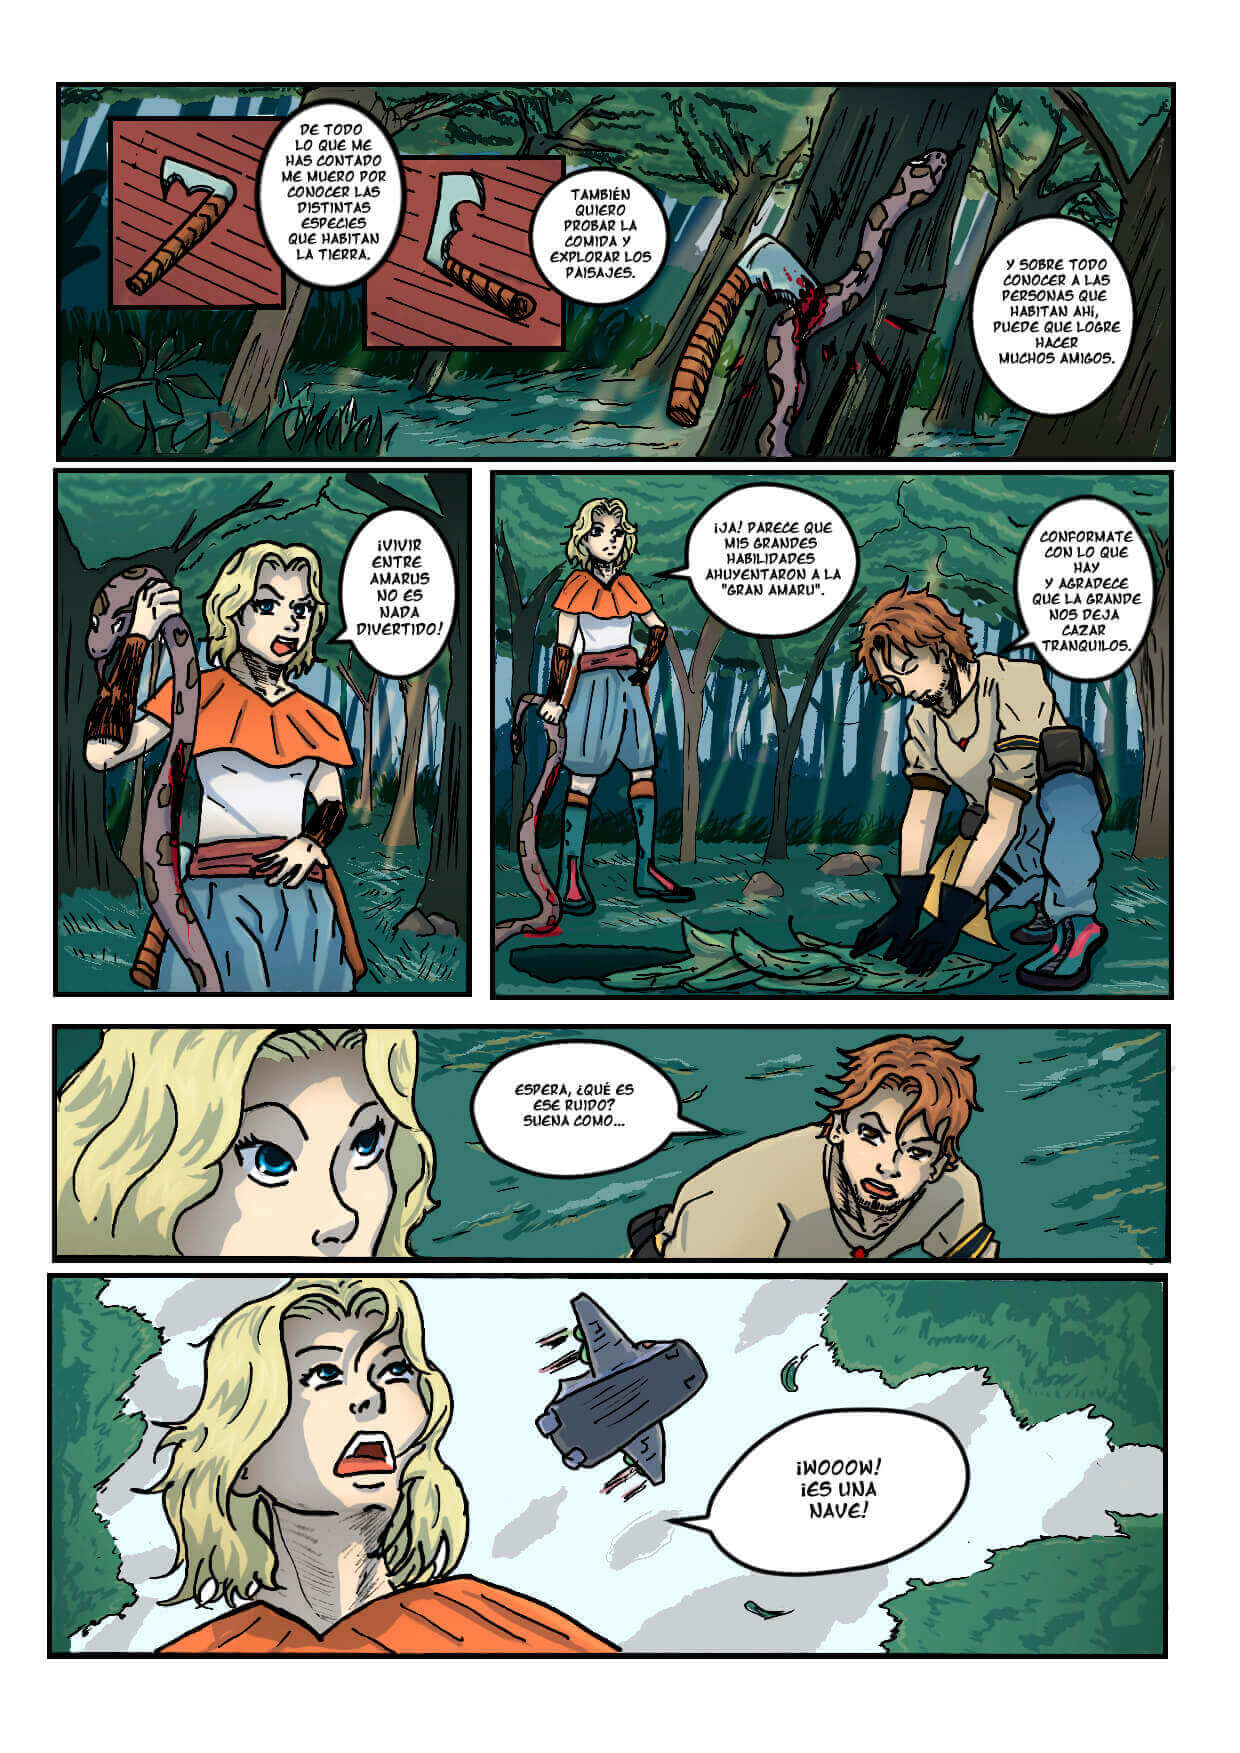 DE TODO
LO QUE ME
HAS CONTADO
ME MUERO POR
CONOCER LAS
DISTINTAS
ESPECIES
QUE HABITAN
LA TIERRA.
TAMBIÉN
QUIERO
PROBAR LA
COMIDA Y
EXPLORAR LOS
PAISAJES.
Y SOBRE TODO
CONOCER A LAS
PERSONAS QUE
HABITAN AHÍ,
PUEDE QUE LOGRE
HACER
MUCHOS AMIGOS.
¡VIVIR
ENTRE
AMARUS
NO ES
NADA
DIVERTIDO!
¡JA! PARECE QUE
MIS GRANDES
HABILIDADES
AHUYENTARON A LA
"GRAN AMARU".
CONFORMATE
CON LO QUE
HAY
Y AGRADECE
QUE LA GRANDE
NOS DEJA
CAZAR
TRANQUILOS.
ESPERA, ¿QUÉ ES
ESE RUIDO?
SUENA COMO...
¡WOOOW!
¡ES UNA
NAVE!